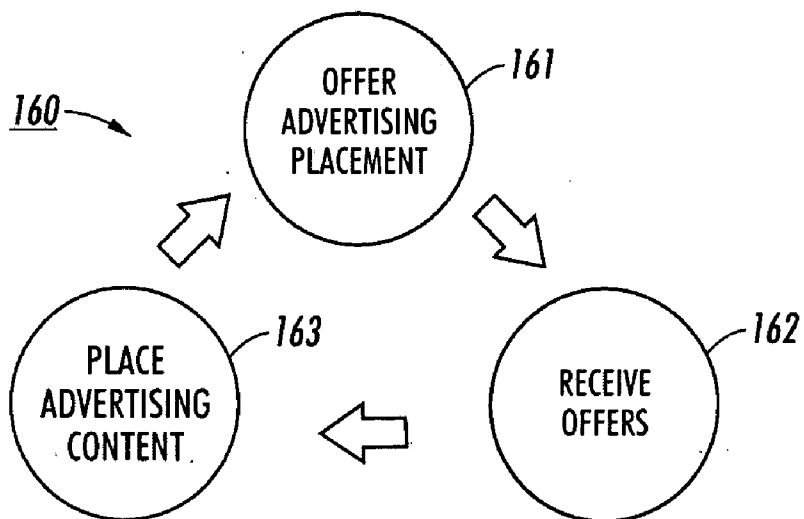 161
OFFER
ADVERTISING
PLACEMENT
160
163
PLACE
ADVERTISING
CONTENT
162
RECEIVE
OFFERS